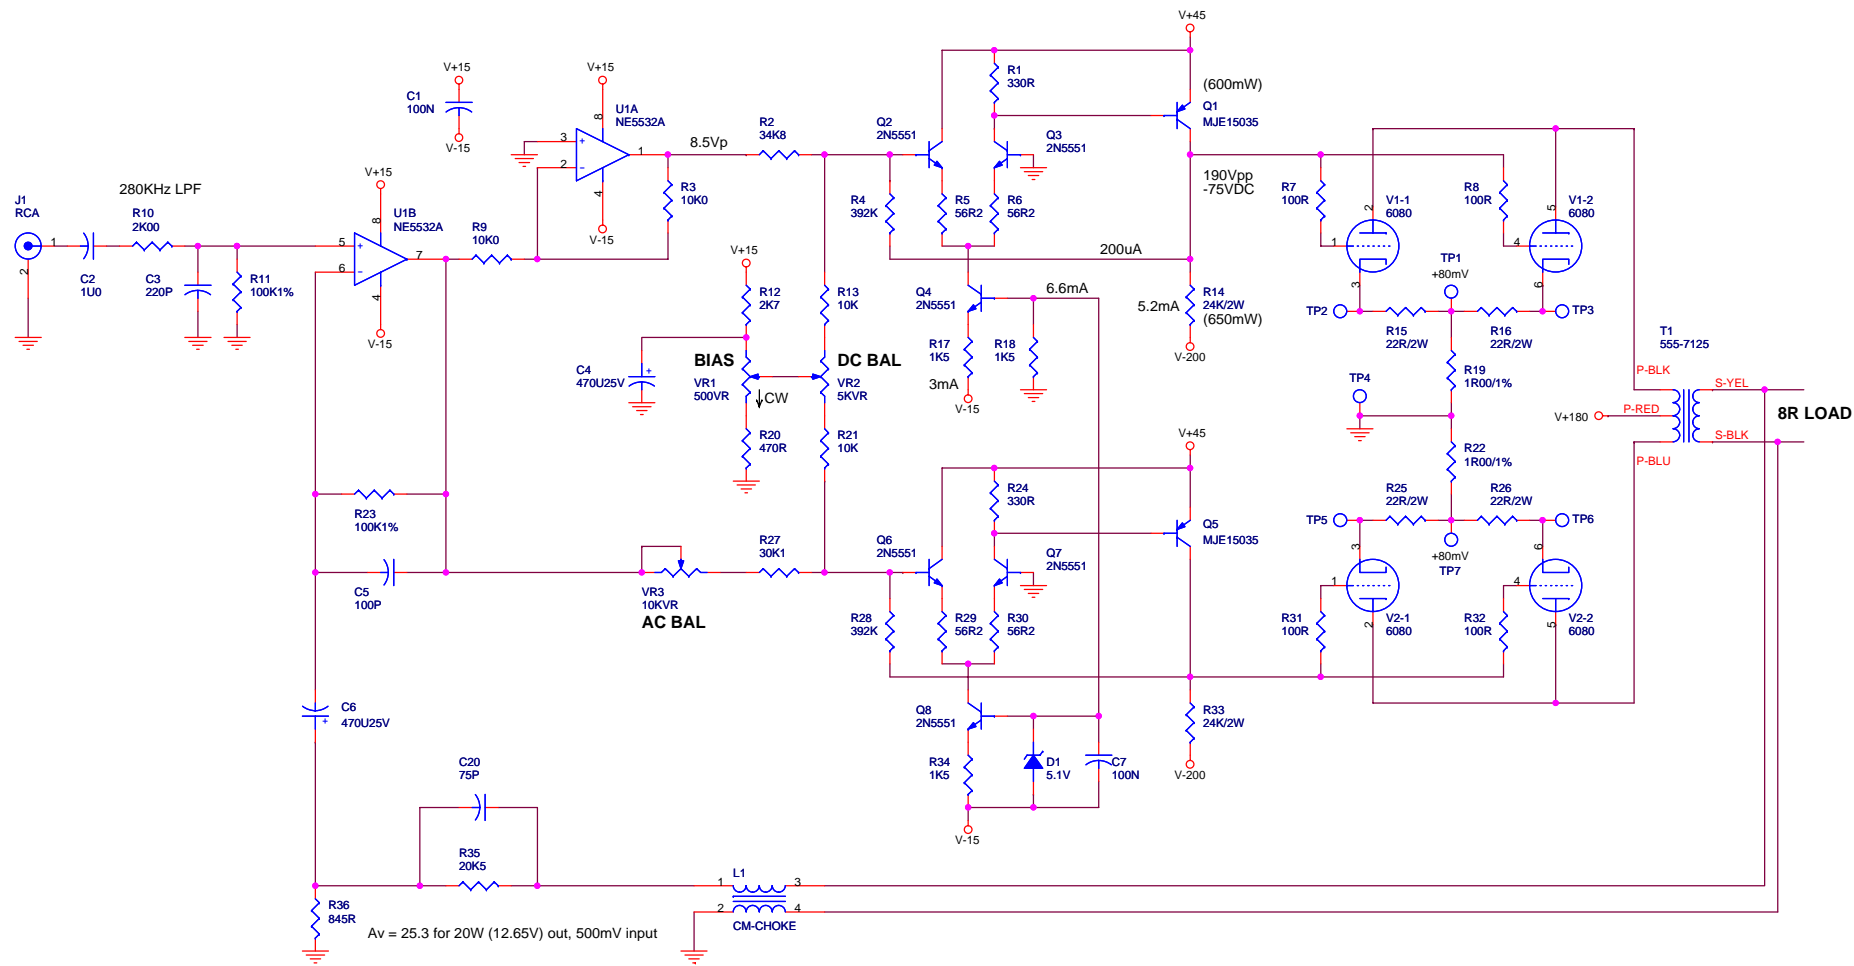 J1
RCA
1
2
C2
1U0
280KHz LPF
R10
2K00
C3
220P
R11
100K1%
V+15
8
U1B
NE5532A
5
6
7
4
V-15
V+15
C1
100N
V-15
R9
10K0
V+15
8
U1A
NE5532A
3
2
1
4
V-15
R3
10K0
8.5Vp
R2
34K8
V+15
R12
2K7
R13
10K
C4
470U25V
+
BIAS
VR1
500VR
CW
DC BAL
VR2
5KVR
R20
470R
R21
10K
R23
100K1%
C5
100P
VR3
10KVR
AC BAL
R27
30K1
C6
470U25V
+
C20
75P
R35
20K5
R36
845R
Av = 25.3 for 20W (12.65V) out, 500mV input
L1
1
2
3
4
CM-CHOKE
V+45
R1
330R
(600mW)
Q1
MJE15035
Q2
2N5551
Q3
2N5551
R4
392K
R5
56R2
R6
56R2
190Vpp
-75VDC
200uA
Q4
2N5551
6.6mA
5.2mA
R14
24K/2W
(650mW)
V-200
R17
1K5
R18
1K5
3mA
V-15
V+45
R24
330R
Q5
MJE15035
Q6
2N5551
Q7
2N5551
R28
392K
R29
56R2
R30
56R2
Q8
2N5551
R34
1K5
D1
5.1V
C7
100N
R33
24K/2W
V-200
V-15
R7
100R
R8
100R
V1-1
6080
2
1
3
V1-2
6080
5
4
6
TP1
+80mV
TP2
TP3
R15
22R/2W
R16
22R/2W
R19
1R00/1%
TP4
R22
1R00/1%
R25
22R/2W
R26
22R/2W
TP5
TP6
+80mV
TP7
R31
100R
R32
100R
3
1
2
V2-1
6080
6
4
5
V2-2
6080
T1
555-7125
P-BLK
V+180
P-RED
P-BLU
S-YEL
S-BLK
8R LOAD